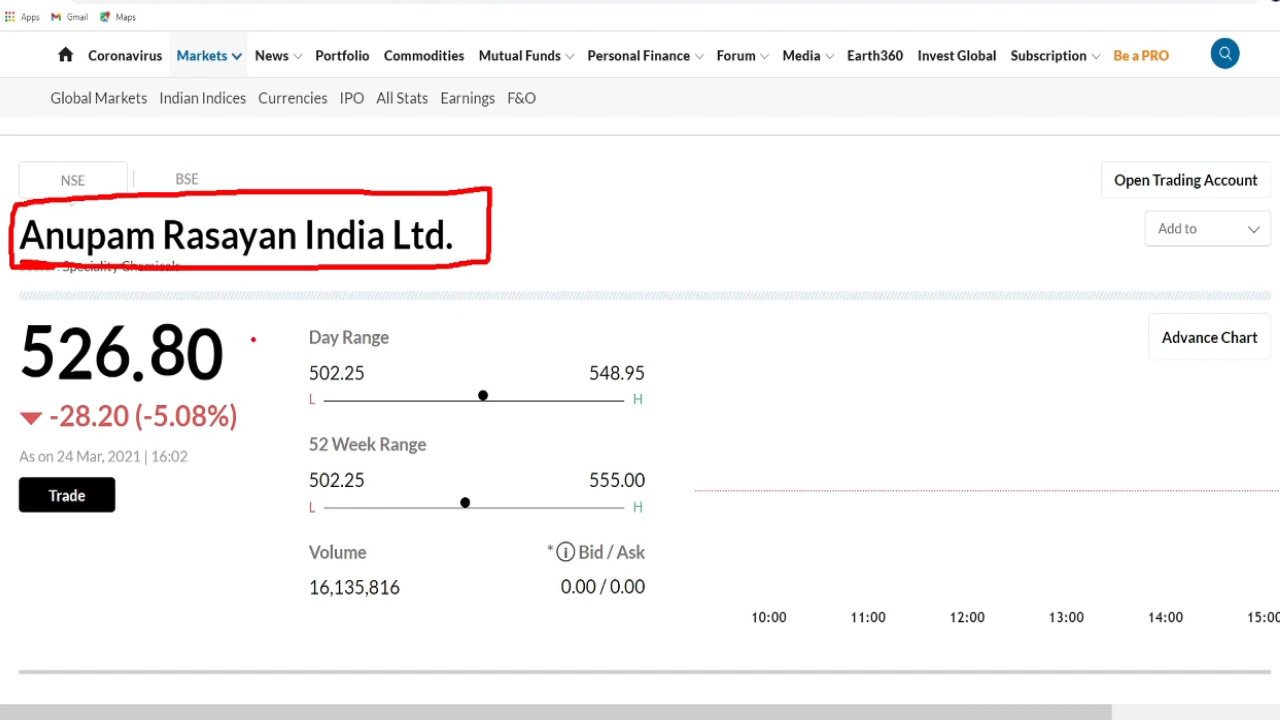 Apps Gmail Maps
Coronavirus Markets News Portfolio Commodities Mutual Funds Personal Finance Forum Media Earth360 Invest Global Subscription Be a PRO
Global Markets Indian Indices Currencies IPO All Stats Earnings F&O
NSE BSE
Open Trading Account
Anupam Rasayan India Ltd.
Add to
Speciality Chemicals
526.80
-28.20 (-5.08%)
As on 24 Mar, 2021 | 16:02
Trade
Day Range
502.25 548.95
L H
52 Week Range
502.25 555.00
L H
Volume * i Bid / Ask
16,135,816 0.00 / 0.00
Advance Chart
10:00 11:00 12:00 13:00 14:00 15:00